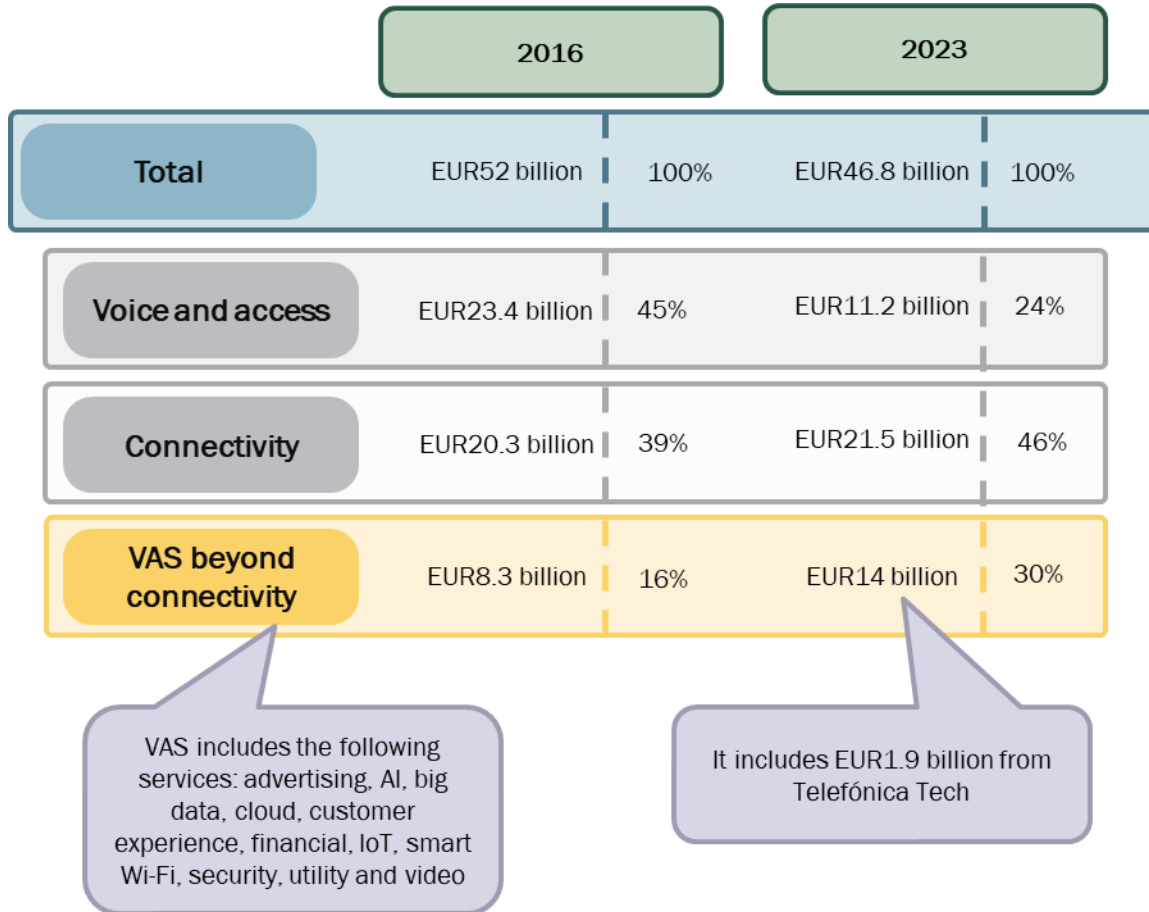 2016 2023
Total EUR52 billion 100% EUR46.8 billion 100%
Voice and access EUR23.4 billion 45% EUR11.2 billion 24%
Connectivity EUR20.3 billion 39% EUR21.5 billion 46%
VAS beyond
connectivity EUR8.3 billion 16% EUR14 billion 30%
VAS includes the following
services: advertising, AI, big
data, cloud, customer
experience, financial, IoT, smart
Wi-Fi, security, utility and video
It includes EUR1.9 billion from
Telefónica Tech